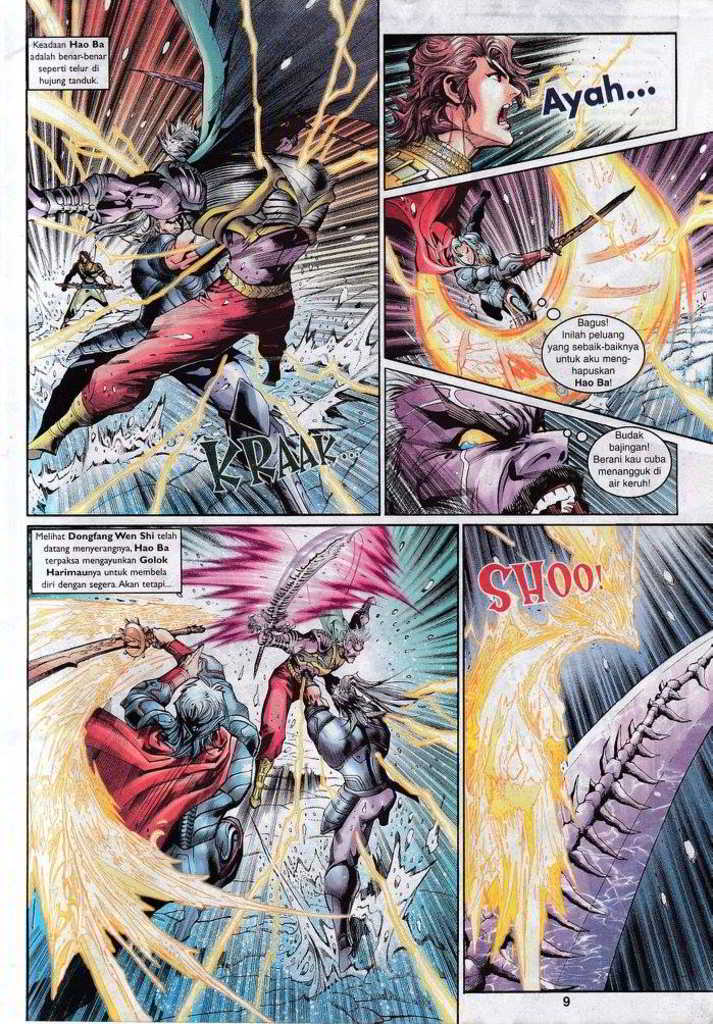 Keadaan Hao Ba
adalah benar-benar
seperti telur di
hujung tanduk.
Ayah...
Bagus!
Inilah peluang
yang sebaik-baiknya
untuk aku meng-
hapuskan
Hao Ba!
KRAAK...
Budak
bajingan!
Berani kau cuba
menangguk di
air keruh!
Melihat Dongfang Wen Shi telah
datang menyerangnya, Hao Ba
terpaksa mengayunkan Golok
Harimaunya untuk membela
diri dengan segera. Akan tetapi...
SHOO!
9